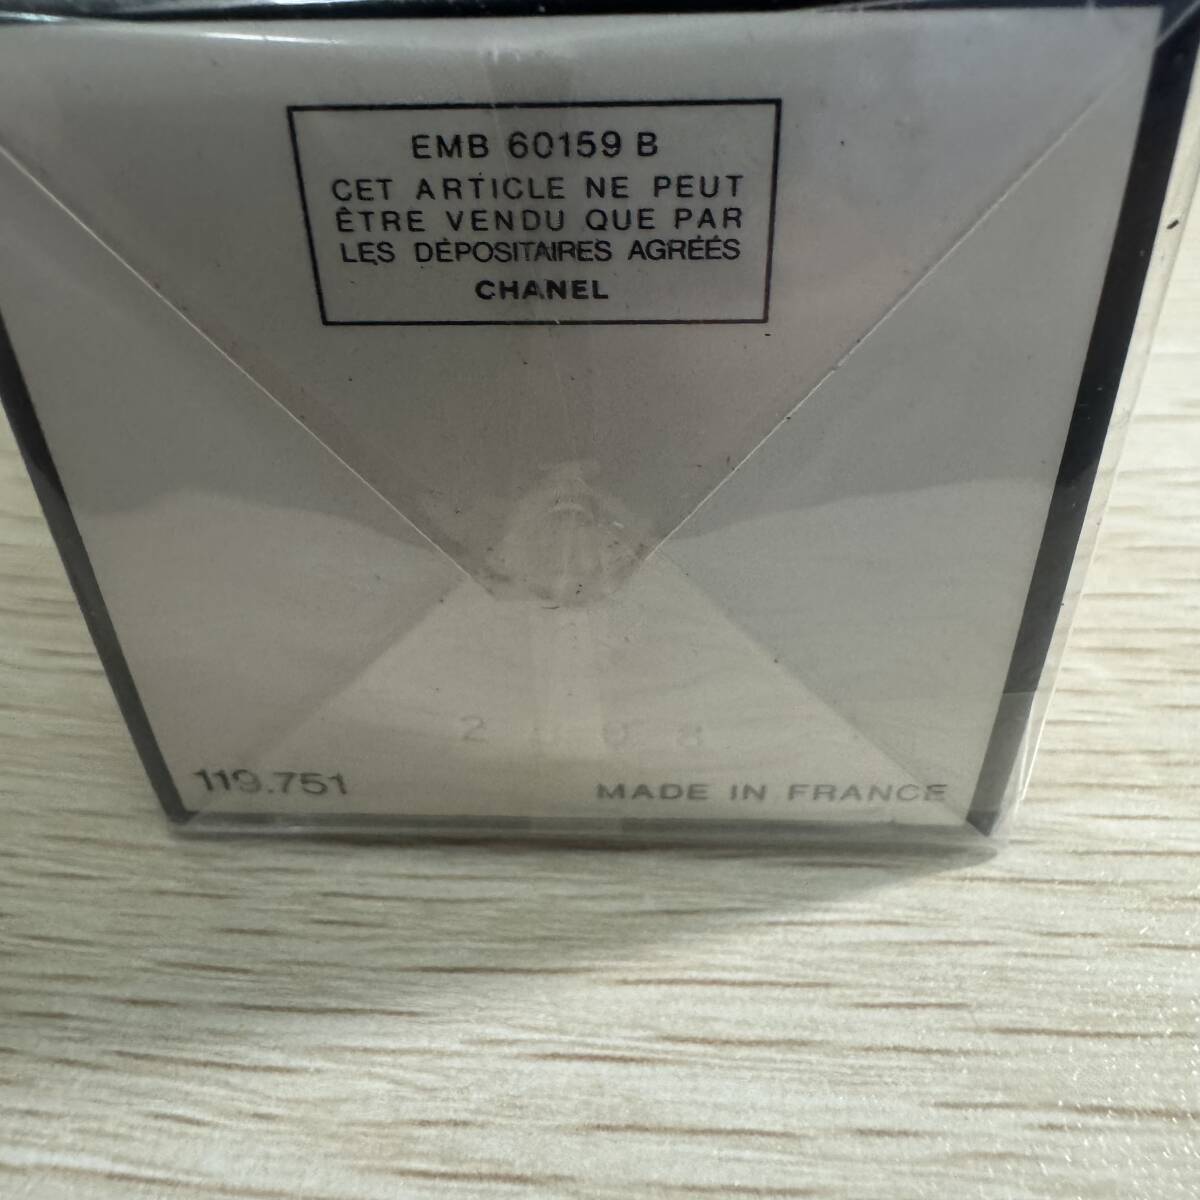 EMB 60159 B
CET ARTICLE NE PEUT
ÊTRE VENDU QUE PAR
LES DÉPOSITAIRES AGRÉÉS
CHANEL
119.751
MADE IN FRANCE